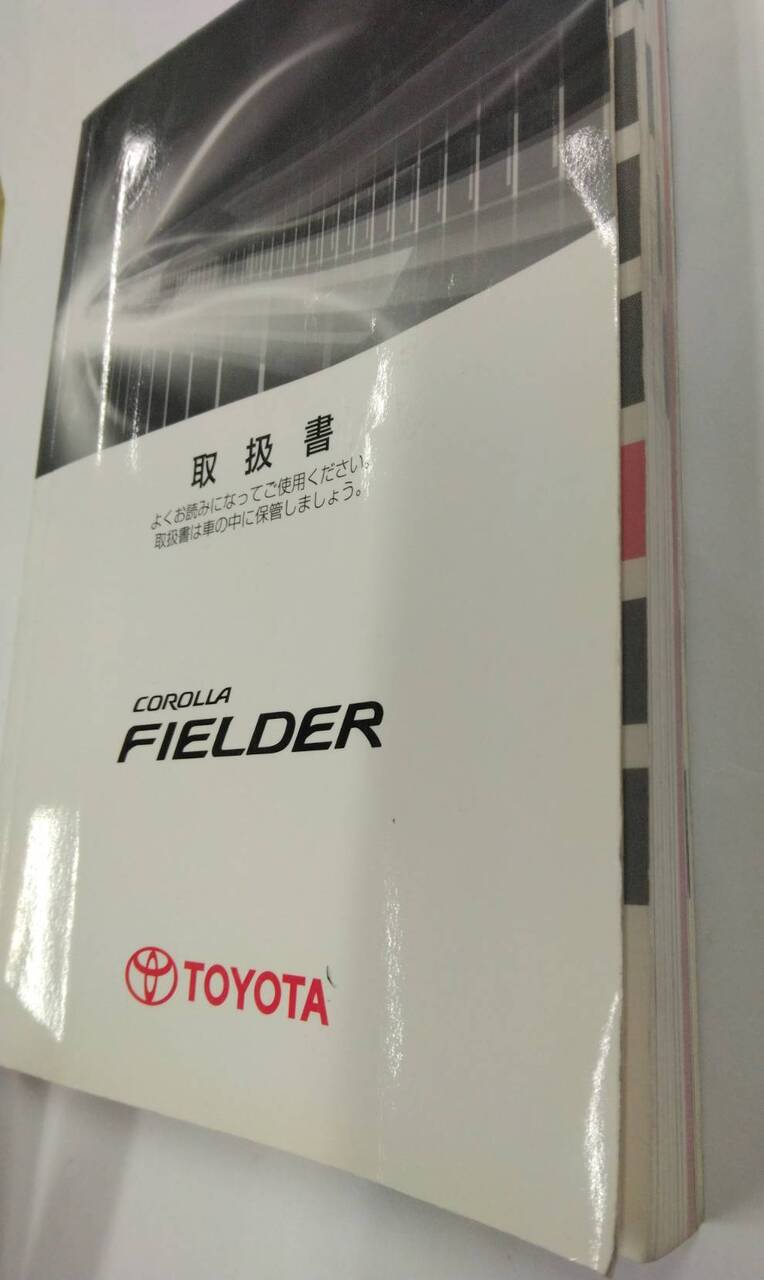 取扱書
よくお読みになってご使用ください。
取扱書は車の中に保管しましょう。
COROLLA
FIELDER
TOYOTA